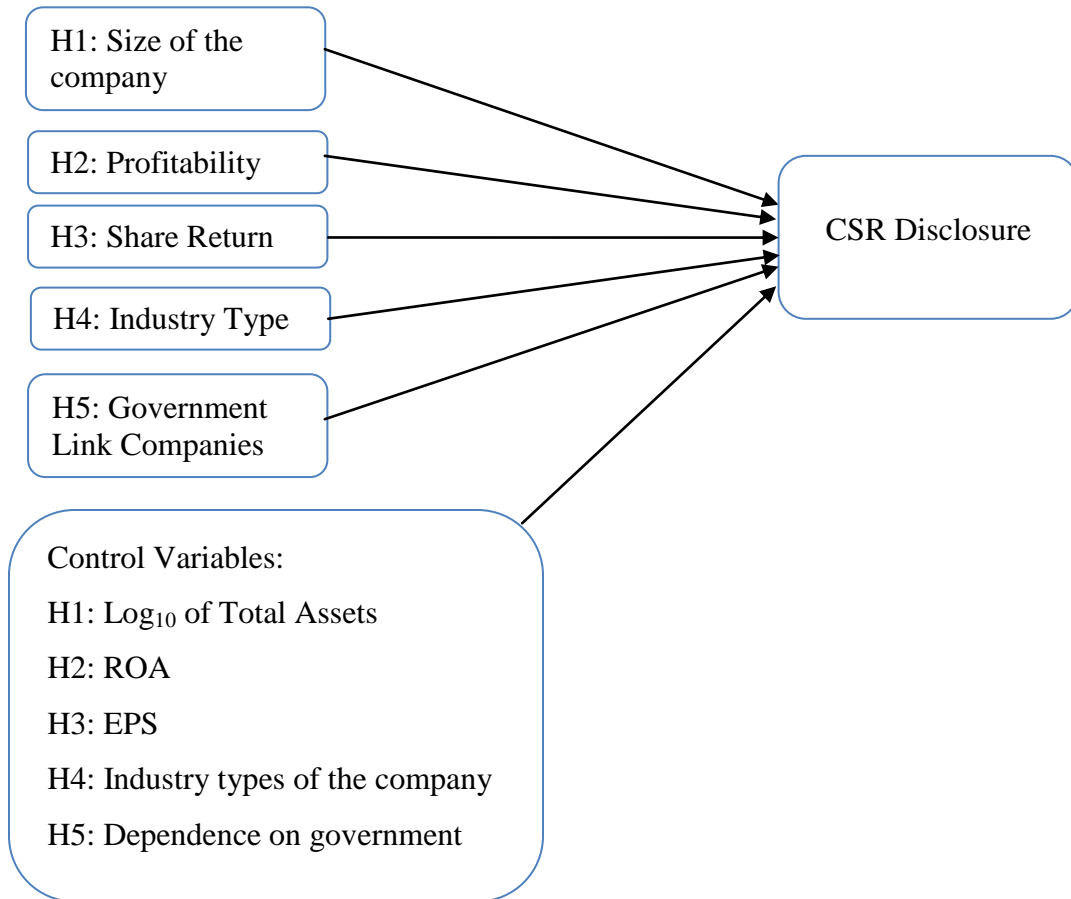 H1: Size of the
company
H2: Profitability
H3: Share Return
H4: Industry Type
H5: Government
Link Companies
CSR Disclosure
Control Variables:
H1: Log₁₀ of Total Assets
H2: ROA
H3: EPS
H4: Industry types of the company
H5: Dependence on government